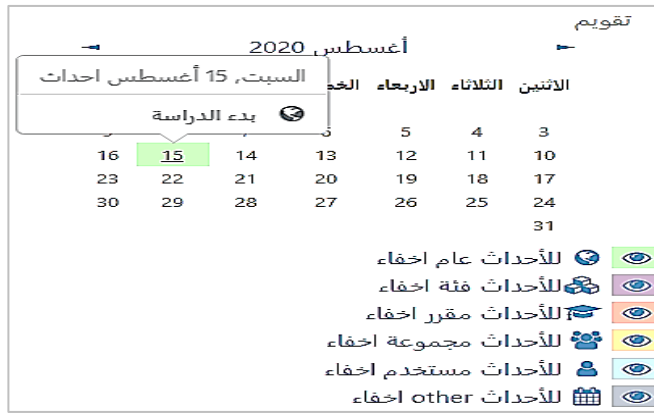 تقويم
أغسطس 2020
السبت, 15 أغسطس احداث
بدء الدراسة
الاثنين الثلاثاء الاربعاء
3 4 5 6
10 11 12 13 14 15 16
17 18 19 20 21 22 23
24 25 26 27 28 29 30
31
للأحداث عام اخفاء
للأحداث فئة اخفاء
للأحداث مقرر اخفاء
للأحداث مجموعة اخفاء
للأحداث مستخدم اخفاء
للأحداث other اخفاء